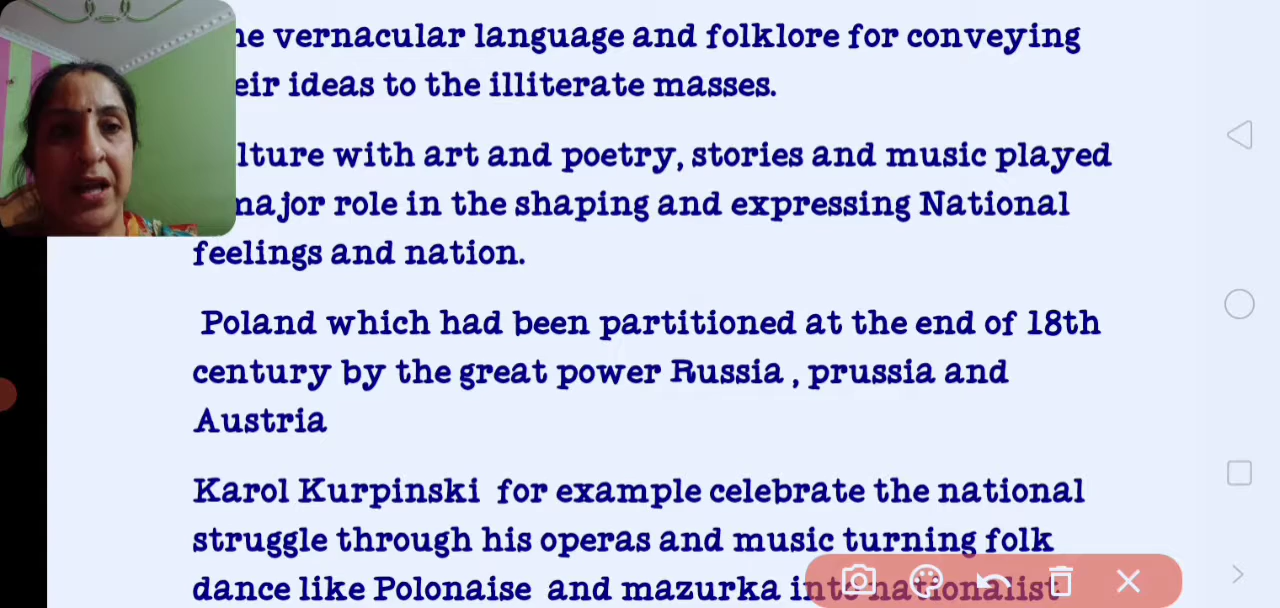 he vernacular language and folklore for conveying
eir ideas to the illiterate masses.
lture with art and poetry, stories and music played
major role in the shaping and expressing National
feelings and nation.
Poland which had been partitioned at the end of 18th
century by the great power Russia , prussia and
Austria
Karol Kurpinski for example celebrate the national
struggle through his operas and music turning folk
dance like Polonaise and mazurka into nationalist